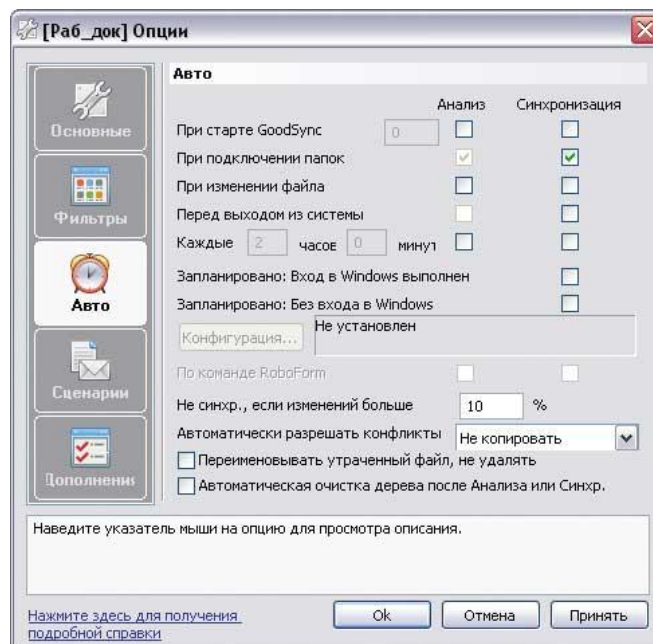 [Раб_док] Опции
Основные
Фильтры
Авто
Сценарии
Дополнения
Авто
Анализ Синхронизация
При старте GoodSync 0
При подключении папок
При изменении файла
Перед выходом из системы
Каждые 2 часов 0 минут
Запланировано: Вход в Windows выполнен
Запланировано: Без входа в Windows
Конфигурация... Не установлен
По команде RoboForm
Не синхр., если изменений больше 10 %
Автоматически разрешать конфликты Не копировать
Переименовывать утраченный файл, не удалять
Автоматическая очистка дерева после Анализа или Синхр.
Наведите указатель мыши на опцию для просмотра описания.
Нажмите здесь для получения
подробной справки
Ok Отмена Принять